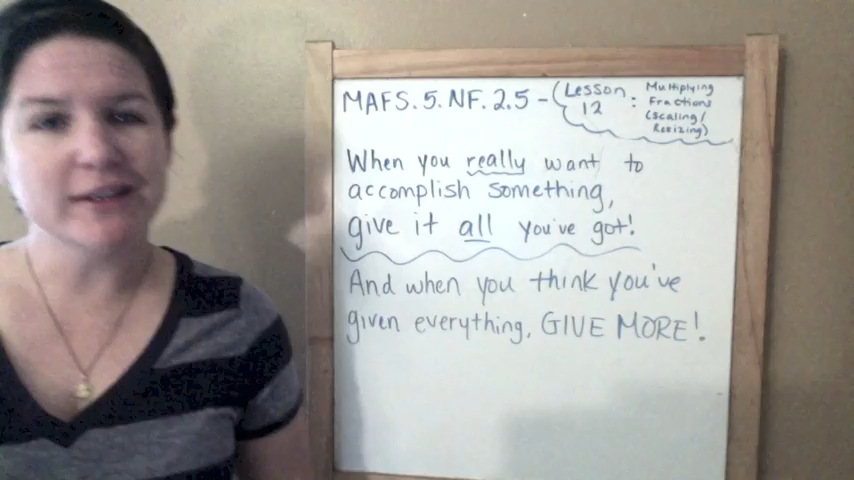 MAFS.5.NF.2.5 - Lesson 12 : Multiplying Fractions (Scaling/ Resizing)
When you really want to
accomplish something,
give it all you've got!
And when you think you've
given everything, GIVE MORE!